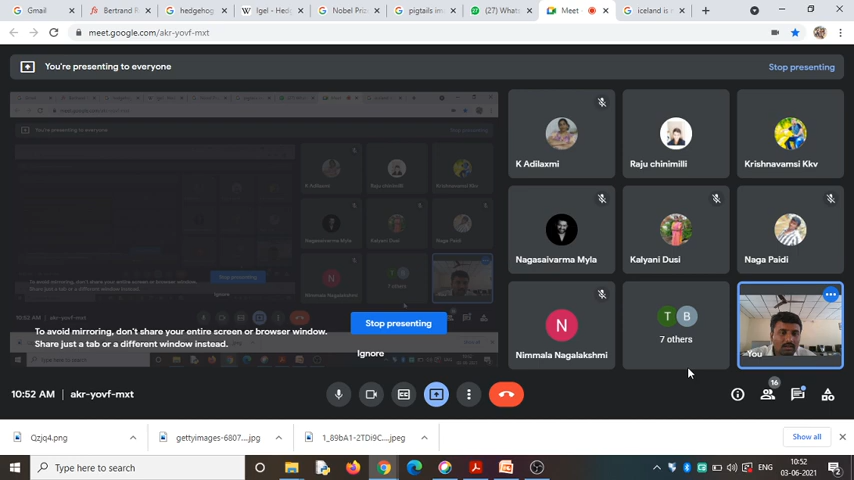 Gmail
Bertrand R
hedgehog
Igel - Hedg
Nobel Priz
pigtails im
(27) Whats
Meet -
iceland is n
meet.google.com/akr-yovf-mxt
You're presenting to everyone
Stop presenting
K Adilaxmi
Raju chinimilli
Krishnavamsi Kkv
Nagasaivarma Myla
Kalyani Dusi
Naga Paidi
To avoid mirroring, don't share your entire screen or browser window.
Share just a tab or a different window instead.
Stop presenting
Ignore
N
Nimmala Nagalakshmi
T B
7 others
You
10:52 AM | akr-yovf-mxt
16
Qzjq4.png
gettyimages-6807....jpg
1_89bA1-2TDi9C....jpeg
Show all
Type here to search
ENG
10:52
03-06-2021
2